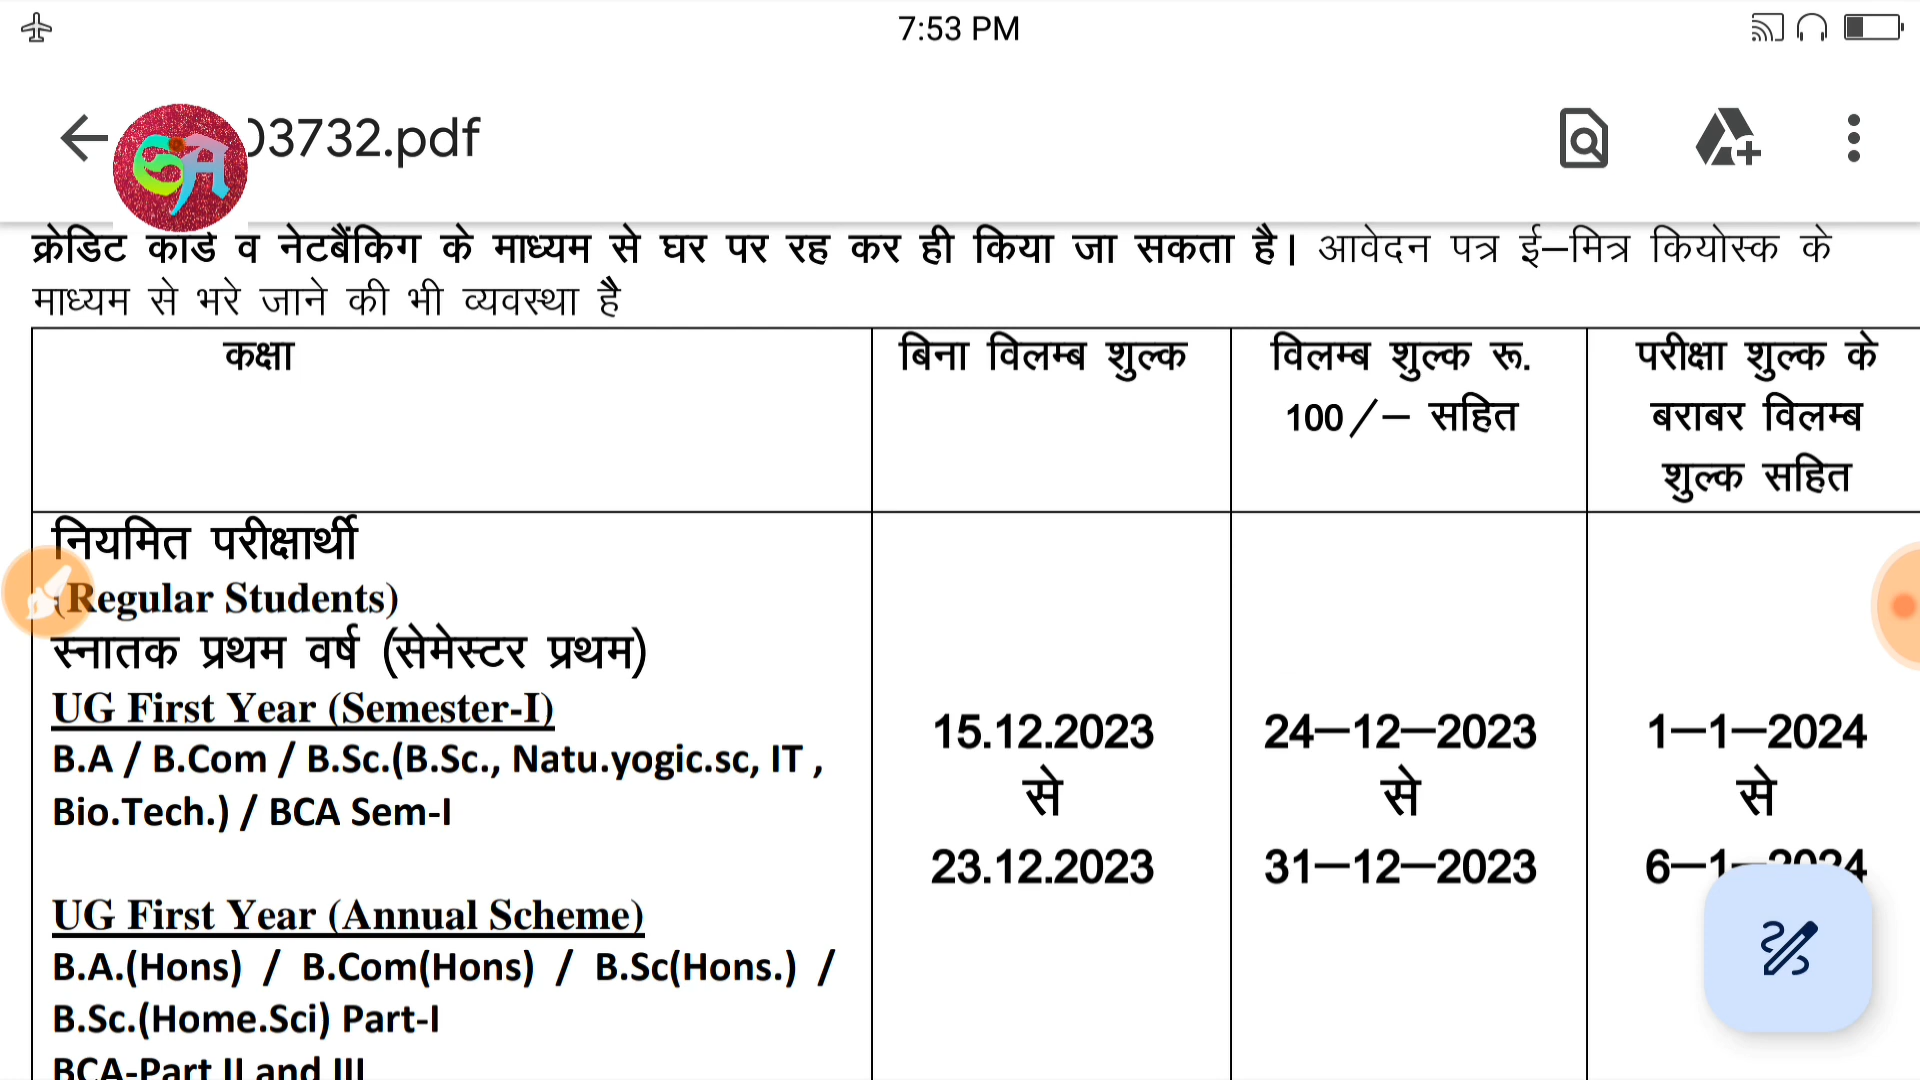 7:53 PM
03732.pdf
क्रेडिट कार्ड व नेटबैंकिग के माध्यम से घर पर रह कर ही किया जा सकता है। आवेदन पत्र ई–मित्र कियोस्क के
माध्यम से भरे जाने की भी व्यवस्था है
कक्षा
बिना विलम्ब शुल्क
विलम्ब शुल्क रू.
100/– सहित
परीक्षा शुल्क के
बराबर विलम्ब
शुल्क सहित
नियमित परीक्षार्थी
(Regular Students)
स्नातक प्रथम वर्ष (सेमेस्टर प्रथम)
UG First Year (Semester-I)
B.A / B.Com / B.Sc.(B.Sc., Natu.yogic.sc, IT ,
Bio.Tech.) / BCA Sem-I
UG First Year (Annual Scheme)
B.A.(Hons) / B.Com(Hons) / B.Sc(Hons.) /
B.Sc.(Home.Sci) Part-I
BCA-Part II and III
15.12.2023
से
23.12.2023
24–12–2023
से
31–12–2023
1–1–2024
से
6–1–2024